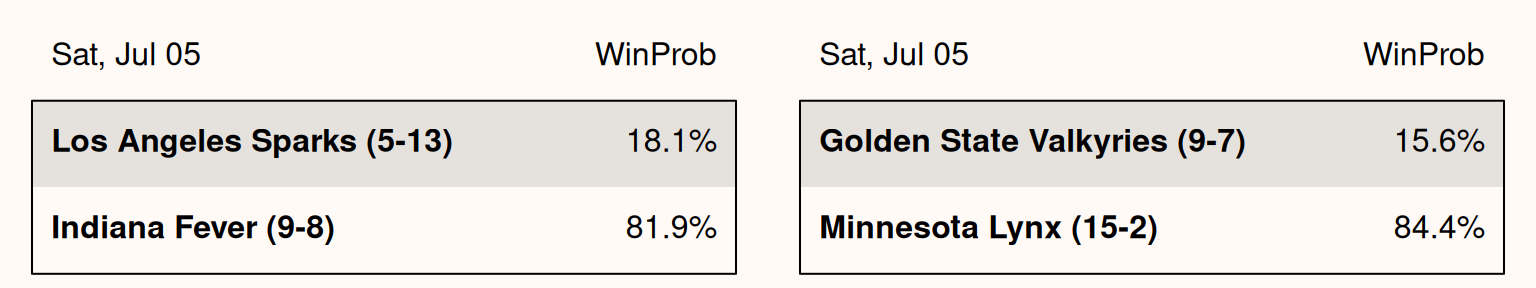 Sat, Jul 05 WinProb
Los Angeles Sparks (5-13) 18.1%
Indiana Fever (9-8) 81.9%
Sat, Jul 05 WinProb
Golden State Valkyries (9-7) 15.6%
Minnesota Lynx (15-2) 84.4%